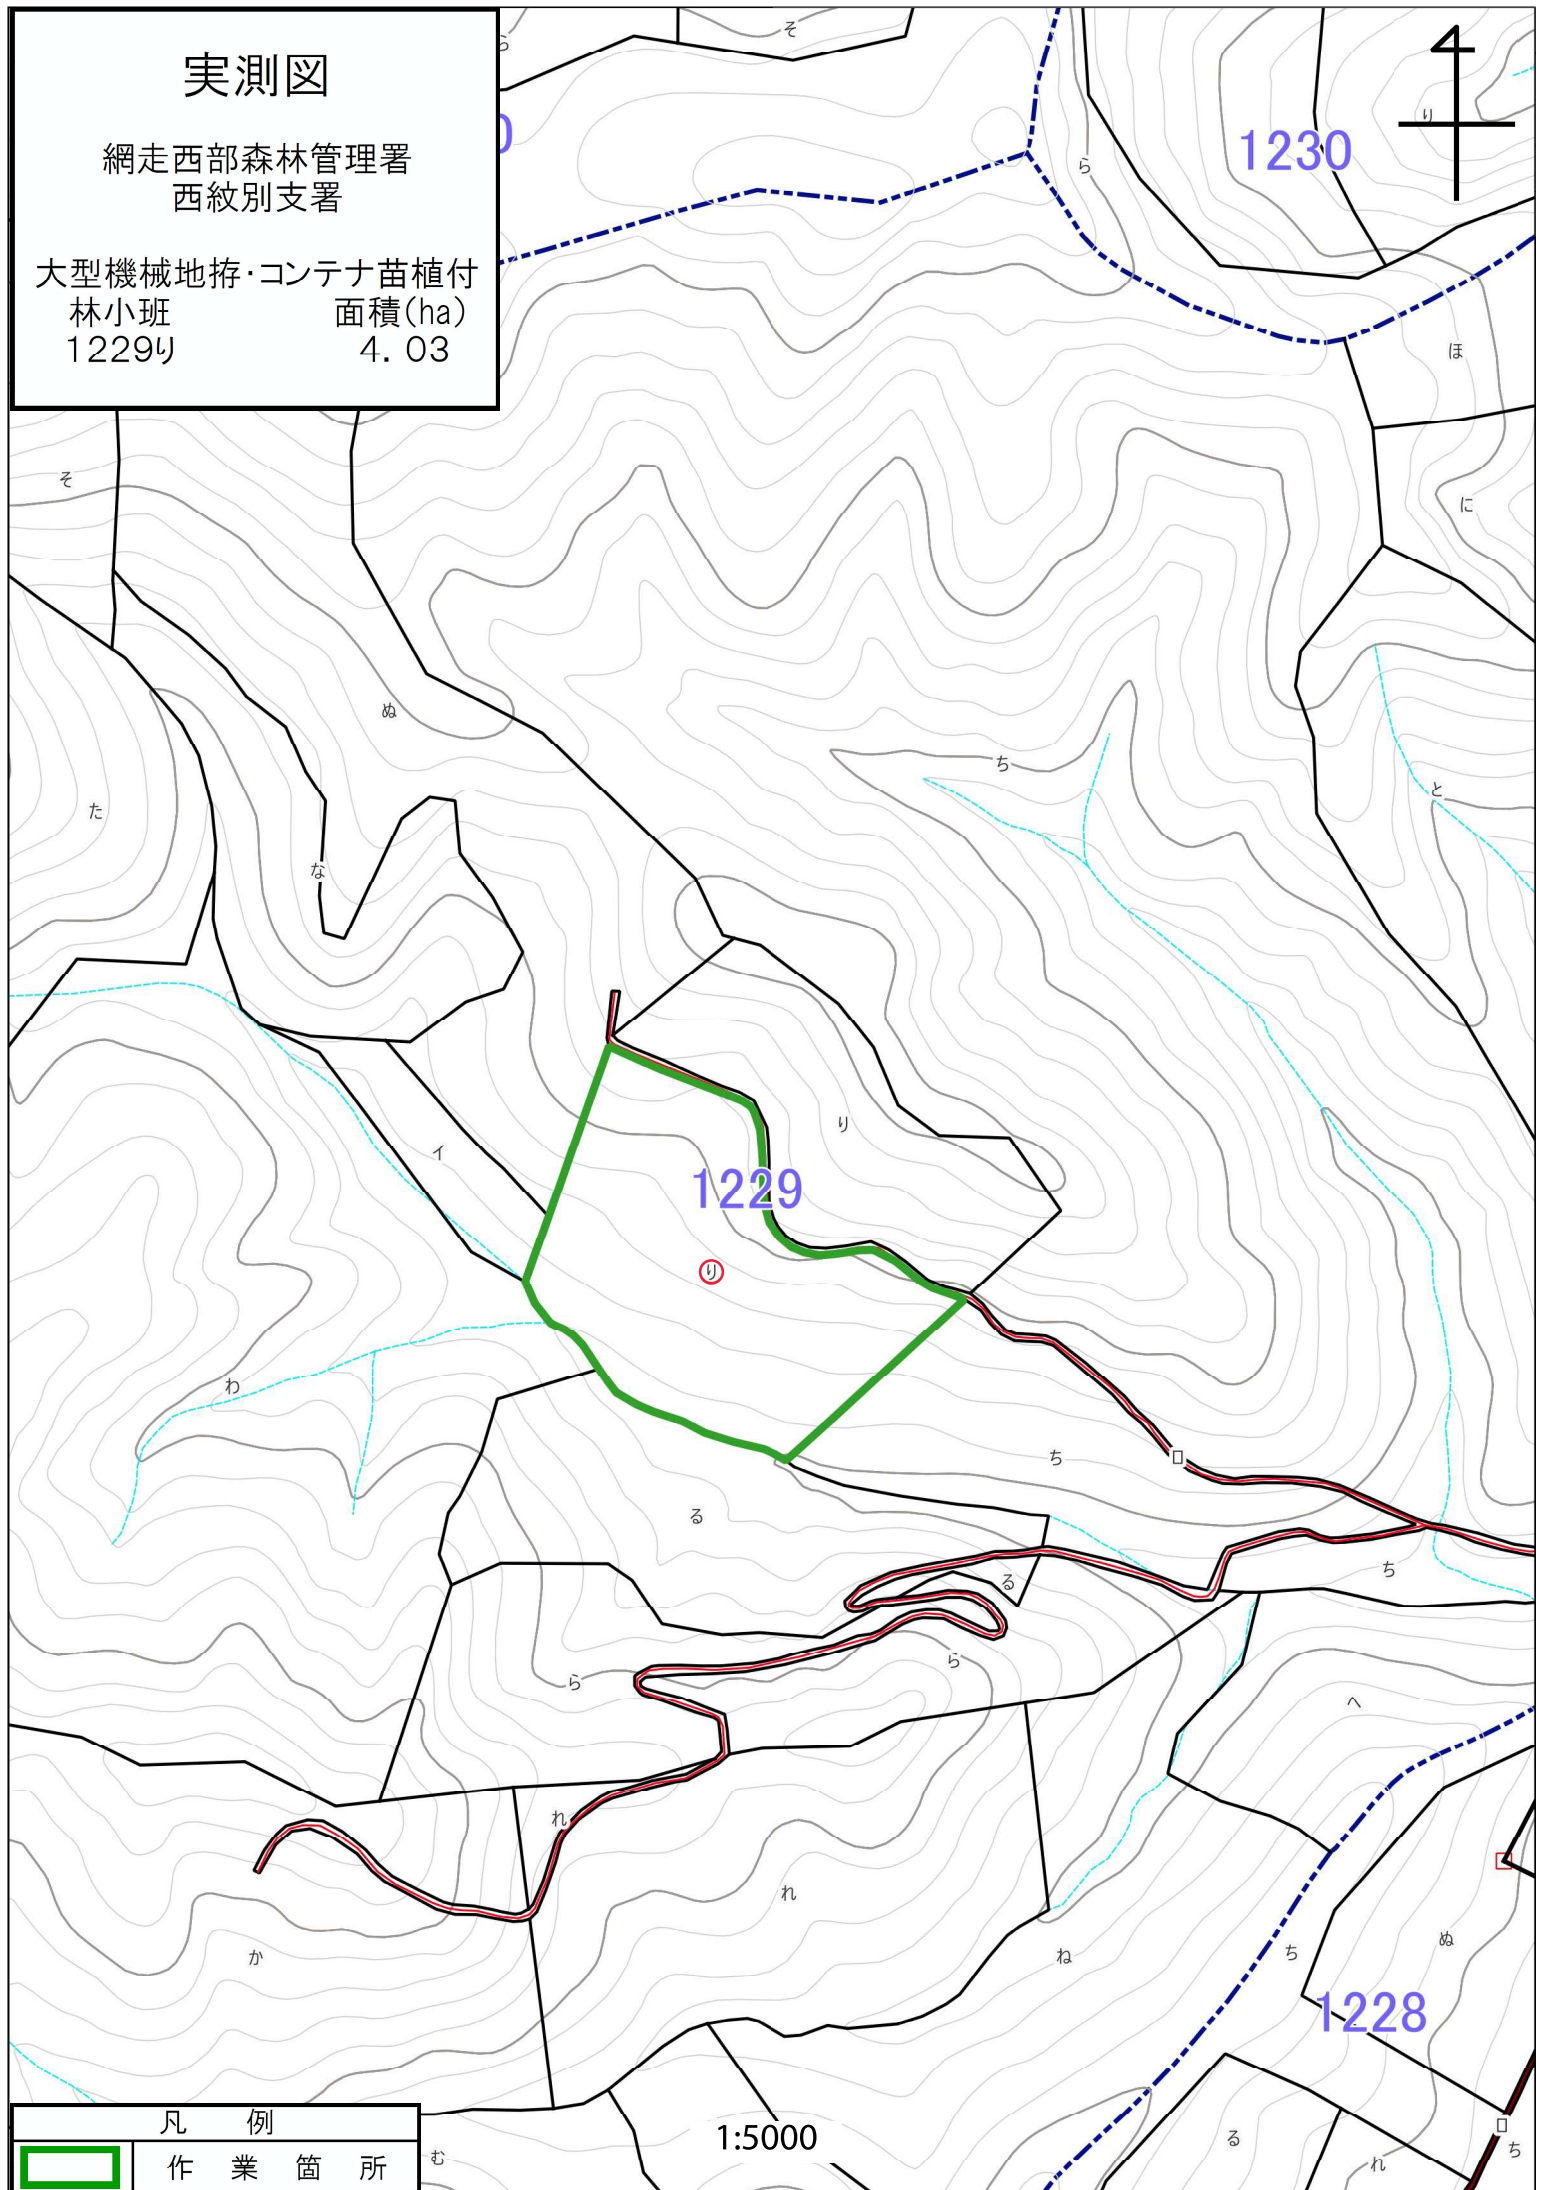 実測図
網走西部森林管理署
西紋別支署
大型機械地拵・コンテナ苗植付
林小班 面積(ha)
1229り 4.03
ら
そ
り
1230
ら
ほ
そ
に
ぬ
ち
と
た
な
り
イ
1229
り
わ
ち
る
ち
る
ら
ら
へ
れ
れ
ぬ
か
ね
ち
1228
1:5000
る
ち
れ
む
凡例
作業箇所